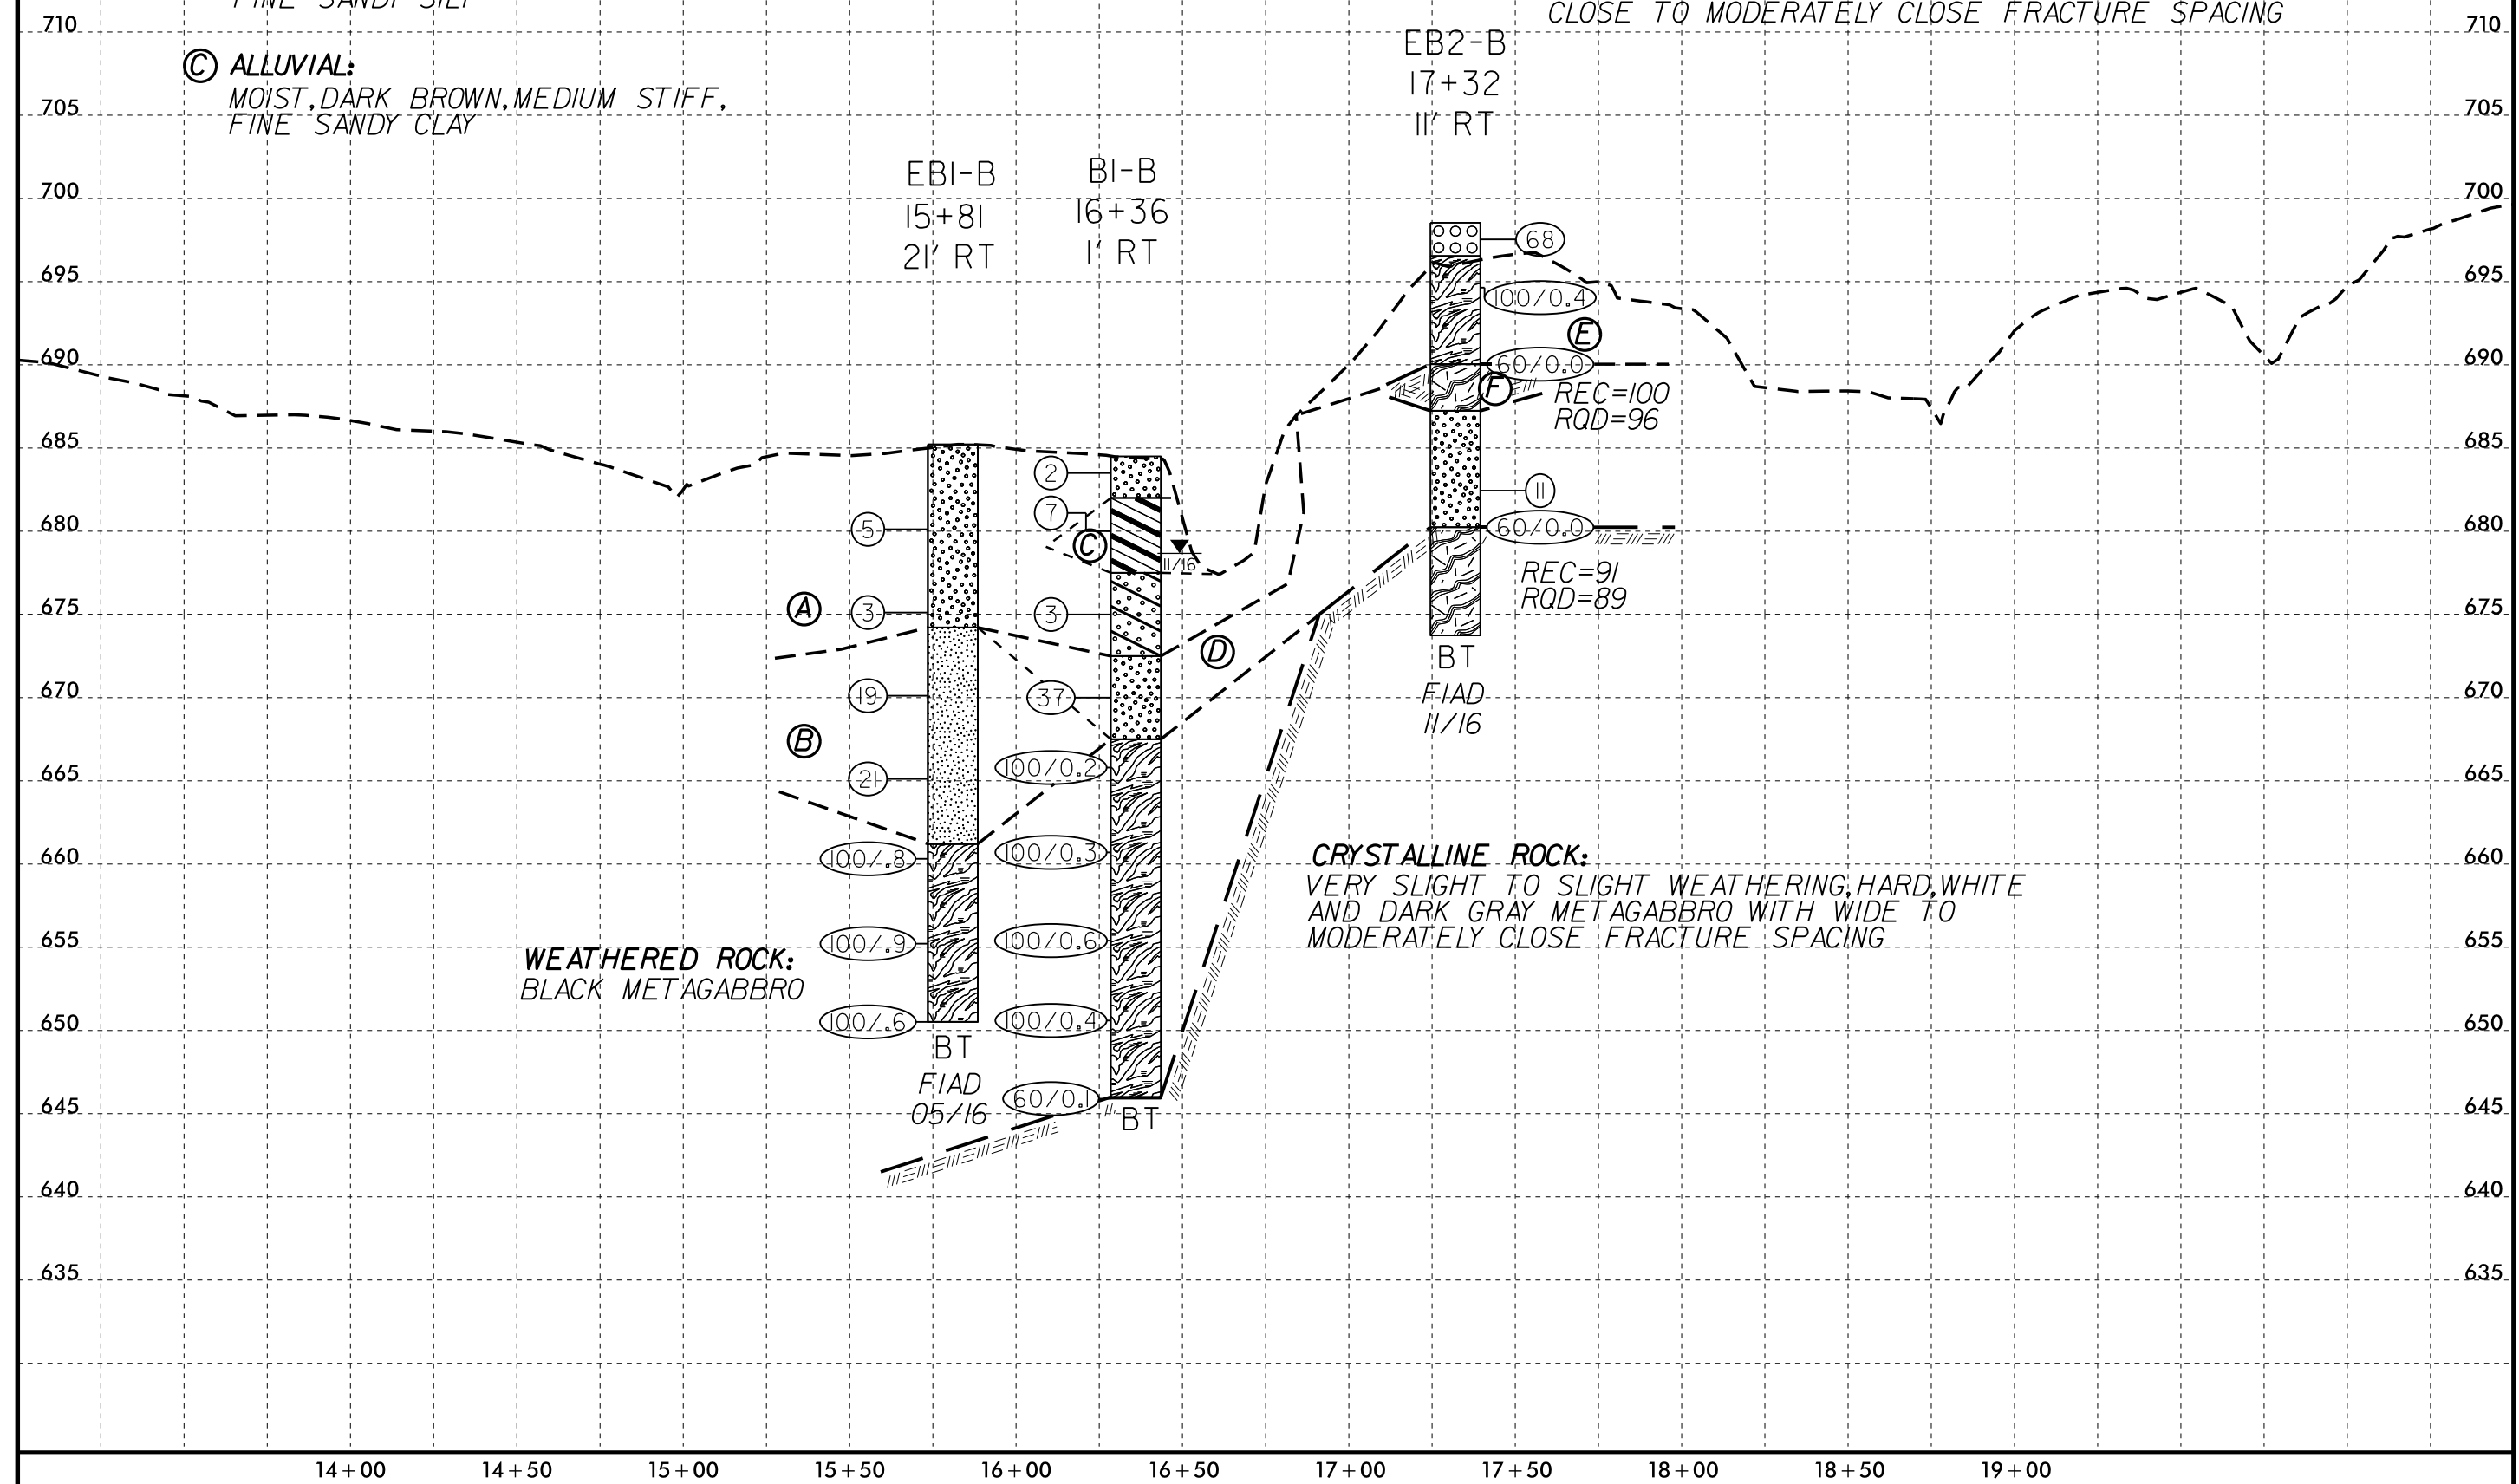 FINE SANDY SILT
CLOSE TO MODERATELY CLOSE FRACTURE SPACING
710
710
Ⓒ ALLUVIAL:
MOIST, DARK BROWN, MEDIUM STIFF,
FINE SANDY CLAY
EB2-B
17+32
11' RT
705
705
EB1-B
15+81
21' RT
B1-B
16+36
1' RT
700
700
68
695
695
100/0.4
E
690
60/0.0
690
F
REC=100
RQD=96
685
685
2
7
11
680
5
60/0.0
680
C
11/16
REC=91
RQD=89
675
A
3
3
675
D
BT
FIAD
11/16
670
19
37
670
B
665
21
100/0.2
665
660
100/.8
100/0.3
660
CRYSTALLINE ROCK:
VERY SLIGHT TO SLIGHT WEATHERING, HARD, WHITE
AND DARK GRAY METAGABBRO WITH WIDE TO
MODERATELY CLOSE FRACTURE SPACING
655
100/.9
100/0.6
655
WEATHERED ROCK:
BLACK METAGABBRO
650
100/.6
100/0.4
650
BT
FIAD
05/16
645
60/0.1
BT
645
640
640
635
635
14+00 14+50 15+00 15+50 16+00 16+50 17+00 17+50 18+00 18+50 19+00